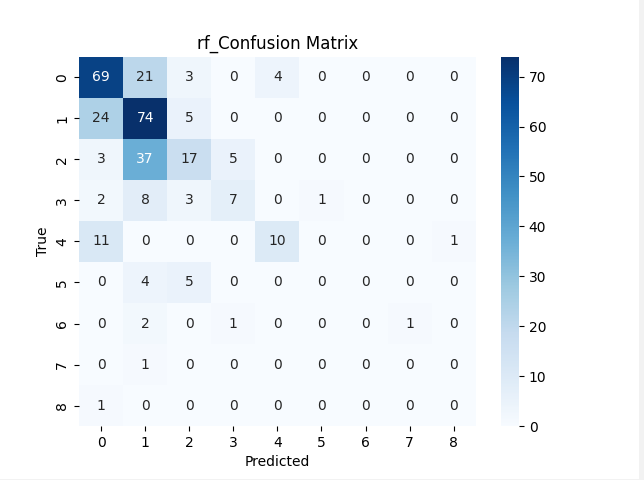 rf_Confusion Matrix
0 69 21 3 0 4 0 0 0 0
1 24 74 5 0 0 0 0 0 0
2 3 37 17 5 0 0 0 0 0
3 2 8 3 7 0 1 0 0 0
4 11 0 0 0 10 0 0 0 1
5 0 4 5 0 0 0 0 0 0
6 0 2 0 1 0 0 0 1 0
7 0 1 0 0 0 0 0 0 0
8 1 0 0 0 0 0 0 0 0
0 1 2 3 4 5 6 7 8
Predicted
True
70
60
50
40
30
20
10
0